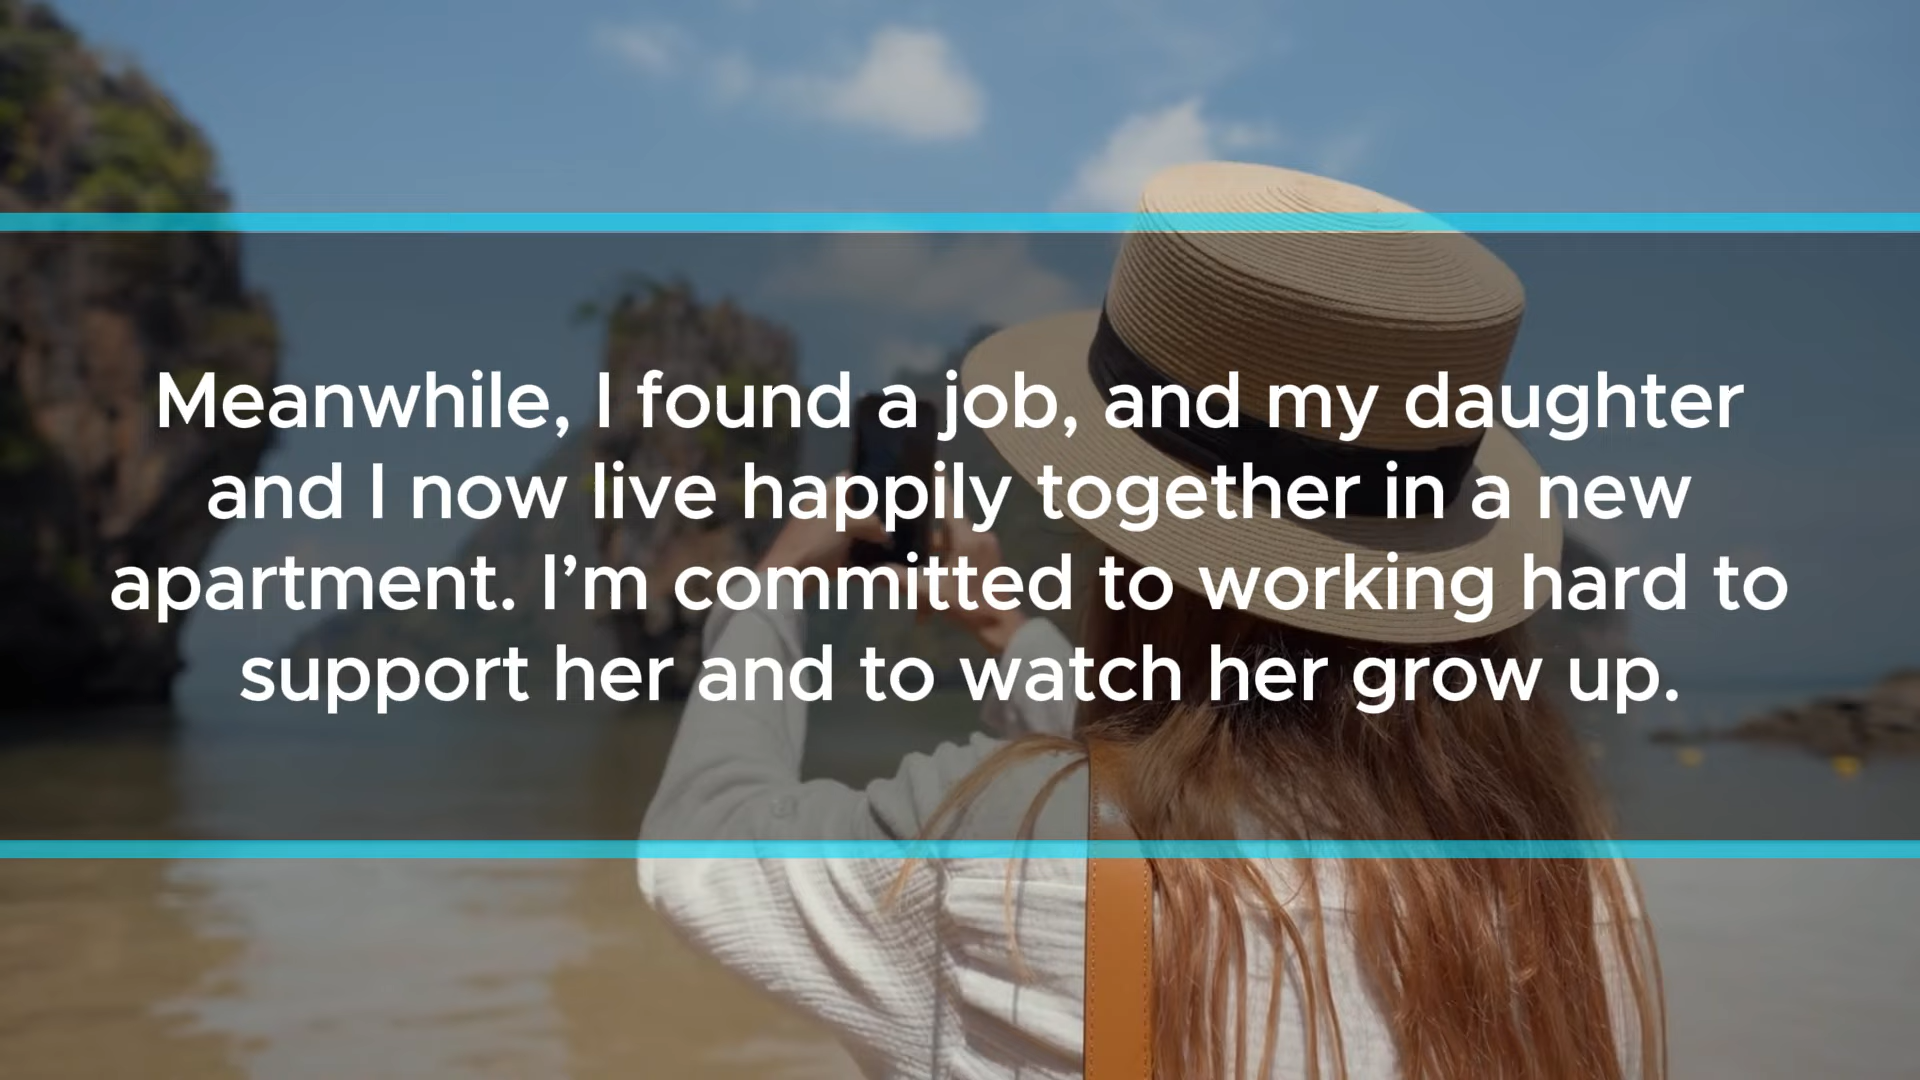 Meanwhile, I found a job, and my daughter
and I now live happily together in a new
apartment. I’m committed to working hard to
support her and to watch her grow up.